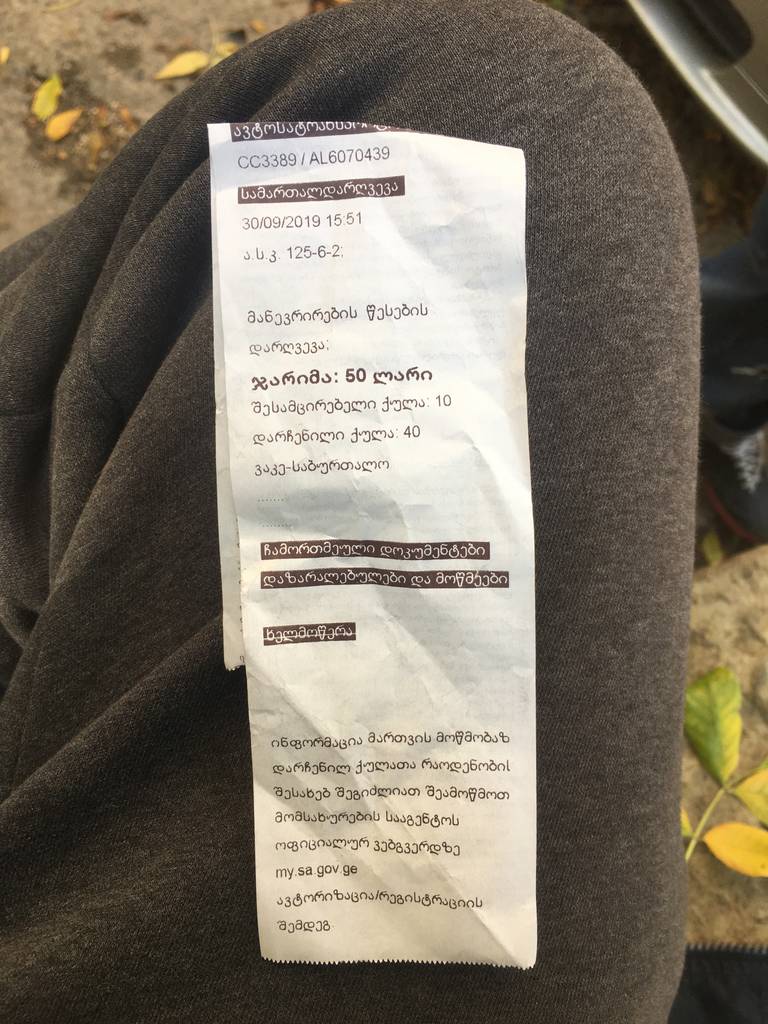 ავტოსატრანსპორტო
CC3389 / AL6070439
სამართალდარღვევა
30/09/2019 15:51
ა.ს.კ. 125-6-2;
მანევრირების წესების
დარღვევა;
ჯარიმა: 50 ლარი
შესამცირებელი ქულა: 10
დარჩენილი ქულა: 40
ვაკე-საბურთალო
........
........
ჩამორთმეული დოკუმენტები
დაზარალებულები და მოწმეები
ხელმოწერა
ინფორმაცია მართვის მოწმობაზ
დარჩენილ ქულათა რაოდენობის
შესახებ შეგიძლიათ შეამოწმოთ
მომსახურების სააგენტოს
ოფიციალურ ვებგვერდზე
my.sa.gov.ge
ავტორიზაცია/რეგისტრაციის
შემდეგ.